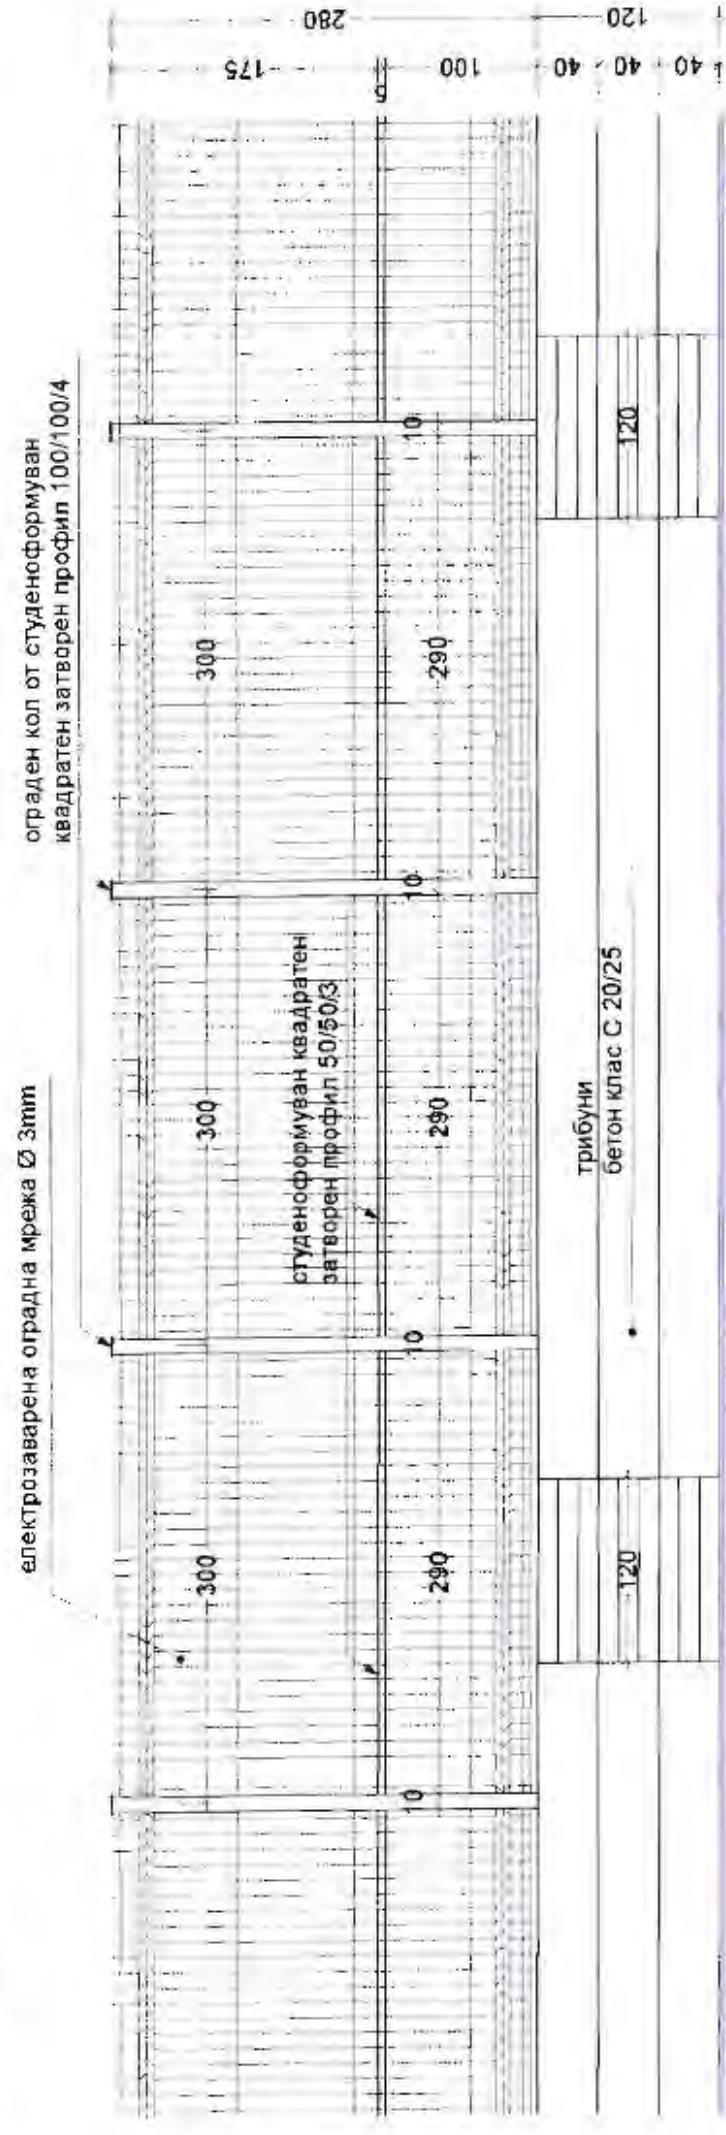 електрозаварена оградна мрежа Ø 3mm
ограден кол от студеноформуван
квадратен затворен профил 100/100/4
280
175
5
100
120
40
40
40
300
300
300
студеноформуван квадратен
затворен профил 50/50/3
10
10
10
10
290
290
290
трибуни
бетон клас С 20/25
120
120